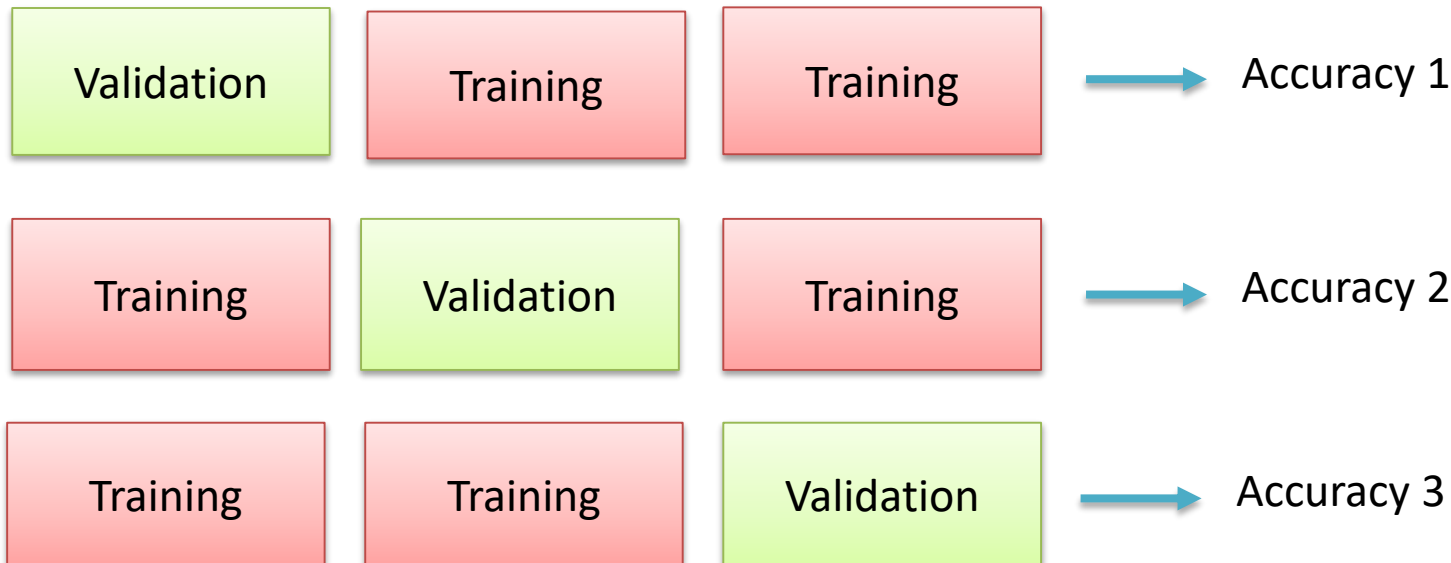 Validation Training Training Accuracy 1
Training Validation Training Accuracy 2
Training Training Validation Accuracy 3